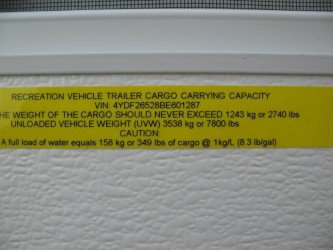 RECREATION VEHICLE TRAILER CARGO CARRYING CAPACITY
VIN: 4YDF26528BE601287
HE WEIGHT OF THE CARGO SHOULD NEVER EXCEED 1243 kg or 2740 lbs
UNLOADED VEHICLE WEIGHT (UVW) 3538 kg or 7800 lbs
CAUTION:
A full load of water equals 158 kg or 349 lbs of cargo @ 1kg/L (8.3 lb/gal)